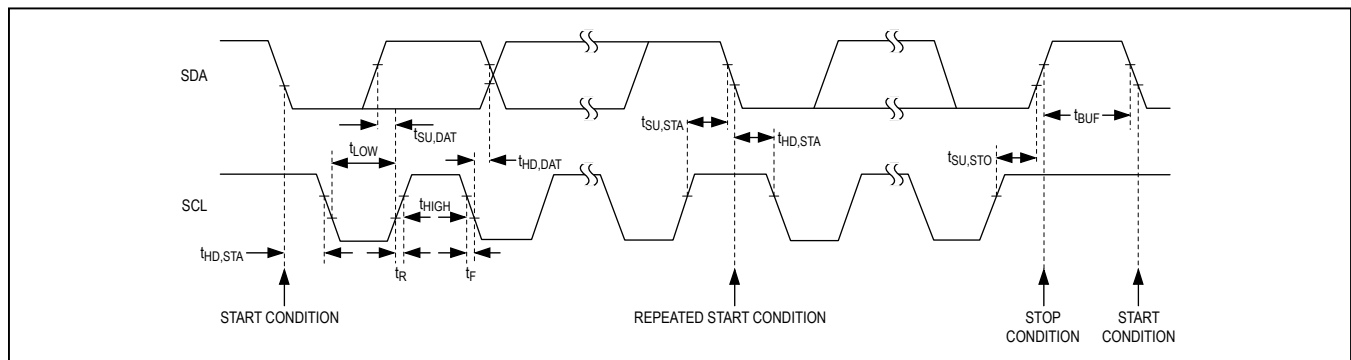 SDA
tSU,DAT
tLOW
tHD,DAT
tSU,STA
tHD,STA
tBUF
tSU,STO
SCL
tHIGH
tHD,STA
tR
tF
START CONDITION
REPEATED START CONDITION
STOP
CONDITION
START
CONDITION